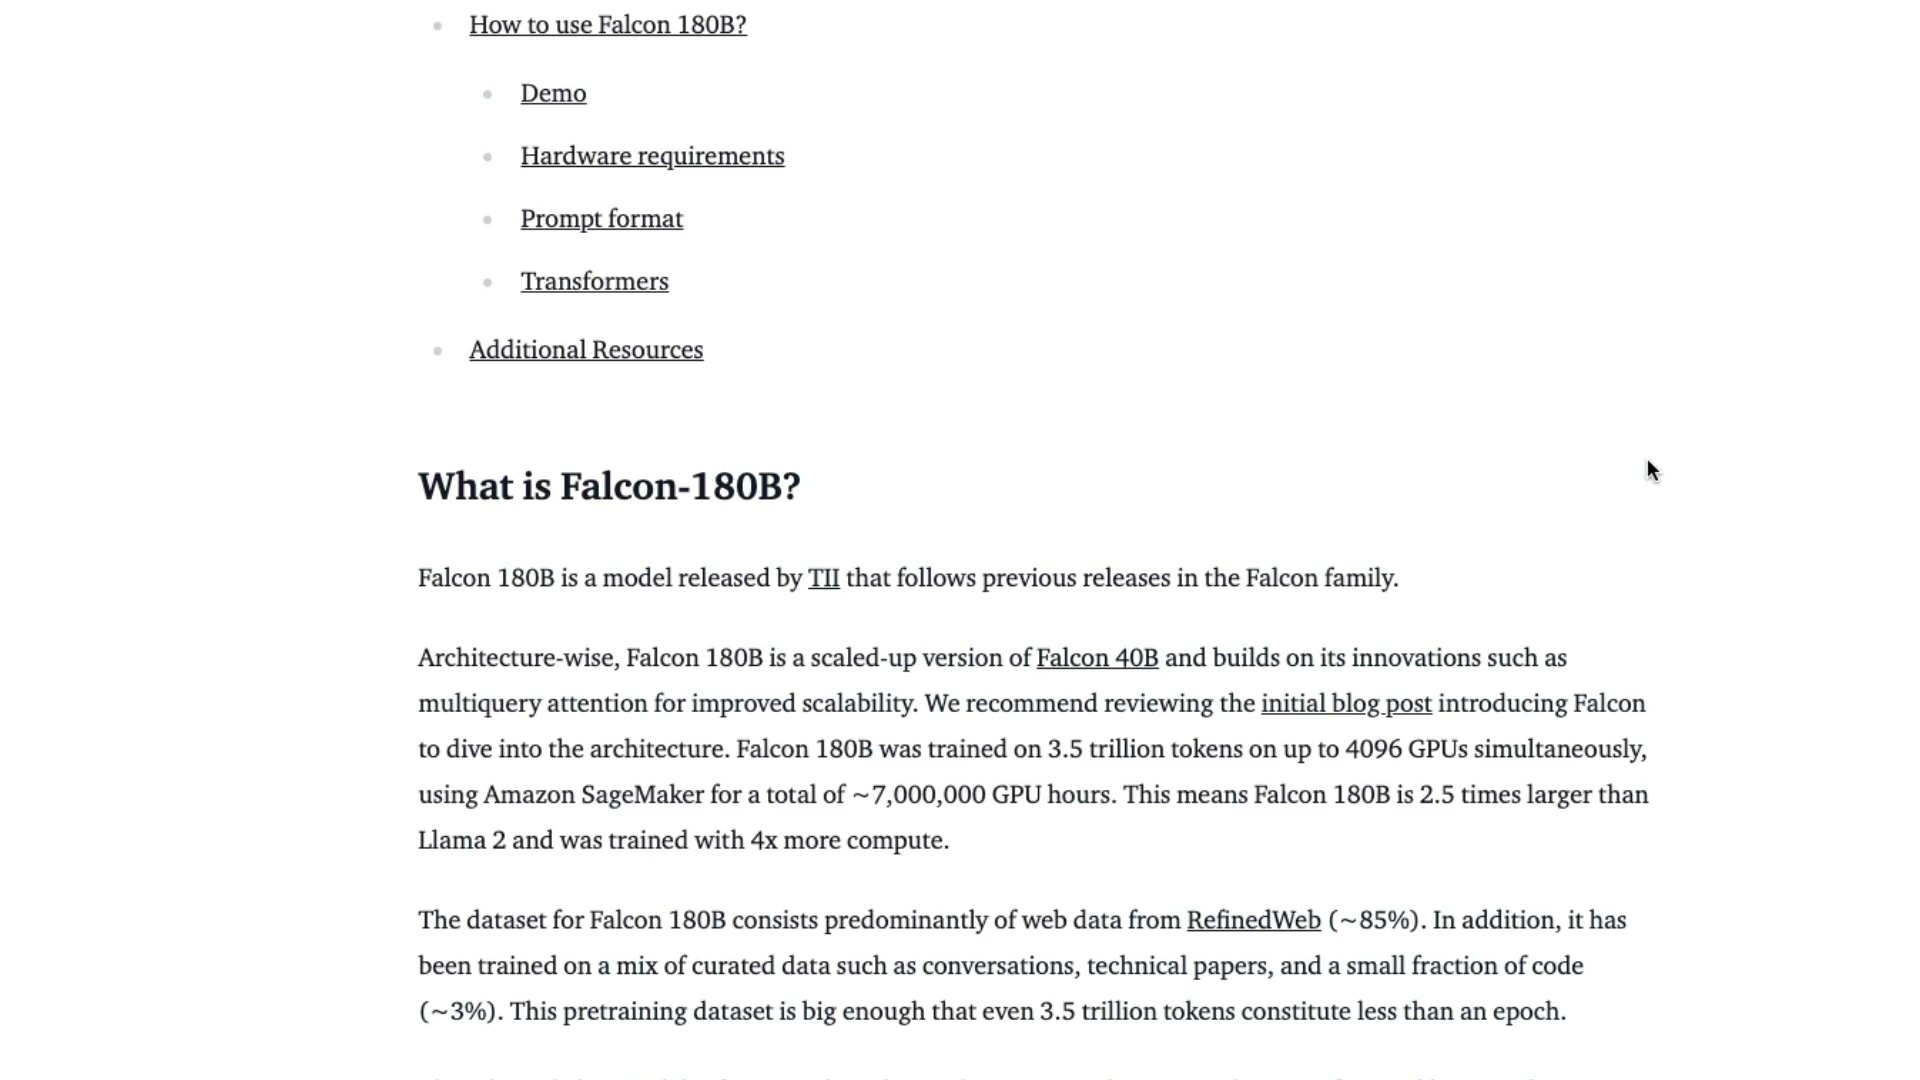 How to use Falcon 180B?
Demo
Hardware requirements
Prompt format
Transformers
Additional Resources
What is Falcon-180B?
Falcon 180B is a model released by TII that follows previous releases in the Falcon family.
Architecture-wise, Falcon 180B is a scaled-up version of Falcon 40B and builds on its innovations such as
multiquery attention for improved scalability. We recommend reviewing the initial blog post introducing Falcon
to dive into the architecture. Falcon 180B was trained on 3.5 trillion tokens on up to 4096 GPUs simultaneously,
using Amazon SageMaker for a total of ~7,000,000 GPU hours. This means Falcon 180B is 2.5 times larger than
Llama 2 and was trained with 4x more compute.
The dataset for Falcon 180B consists predominantly of web data from RefinedWeb (~85%). In addition, it has
been trained on a mix of curated data such as conversations, technical papers, and a small fraction of code
(~3%). This pretraining dataset is big enough that even 3.5 trillion tokens constitute less than an epoch.